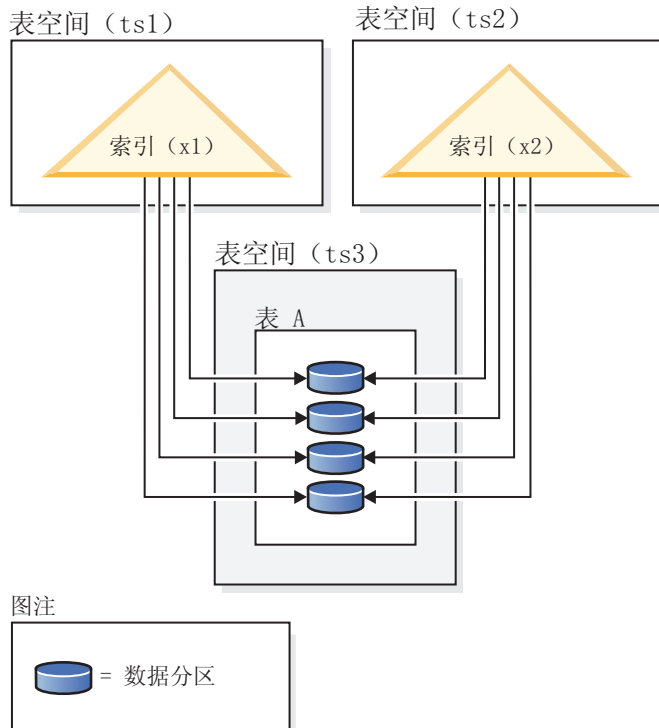 表空间（ts1）
表空间（ts2）
索引（x1）
索引（x2）
表空间（ts3）
表 A
图注
= 数据分区